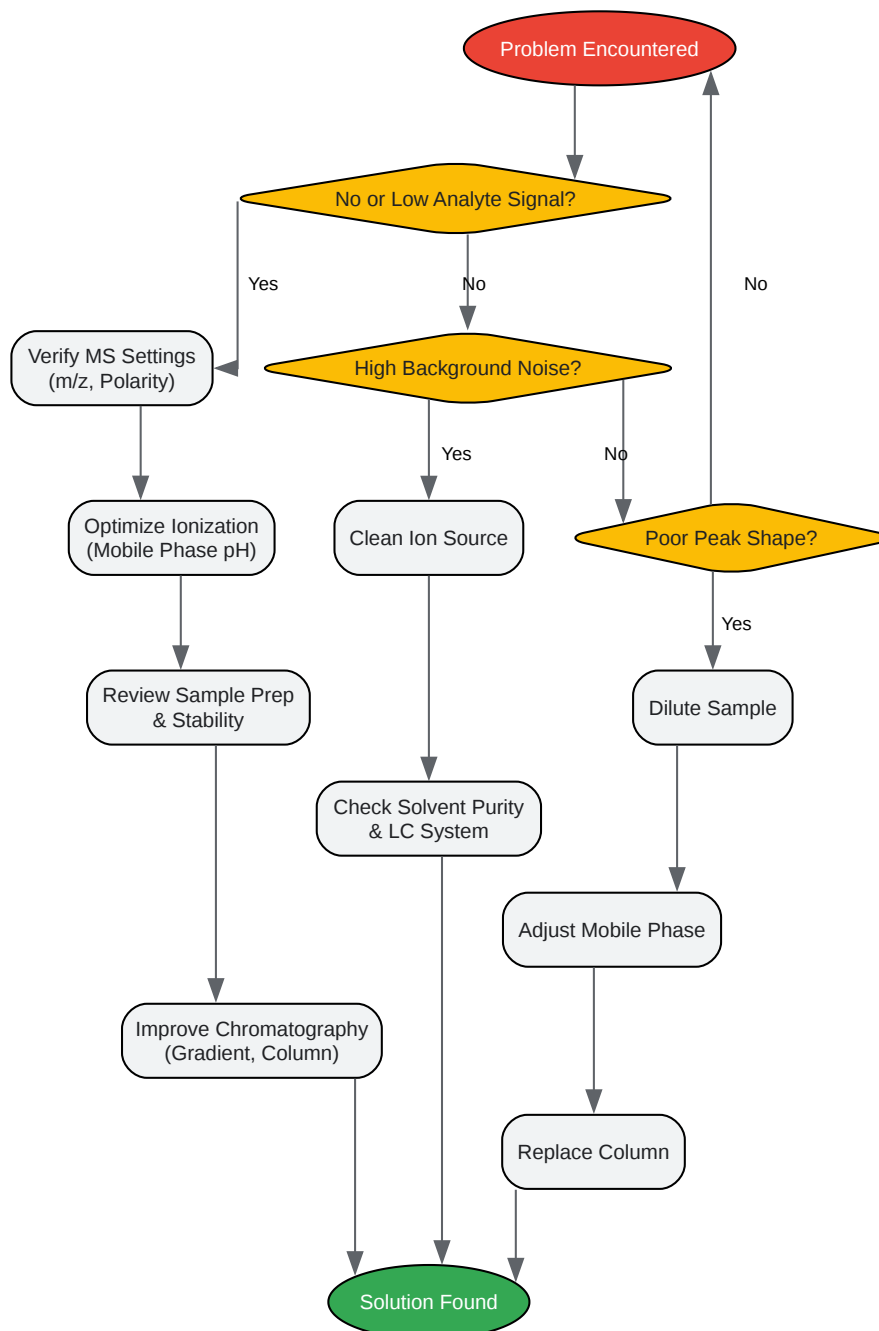 Problem Encountered
No or Low Analyte Signal?
Yes
No
No
Verify MS Settings
(m/z, Polarity)
High Background Noise?
Yes
No
Optimize Ionization
(Mobile Phase pH)
Clean Ion Source
Poor Peak Shape?
Yes
Review Sample Prep
& Stability
Dilute Sample
Check Solvent Purity
& LC System
Adjust Mobile Phase
Improve Chromatography
(Gradient, Column)
Replace Column
Solution Found